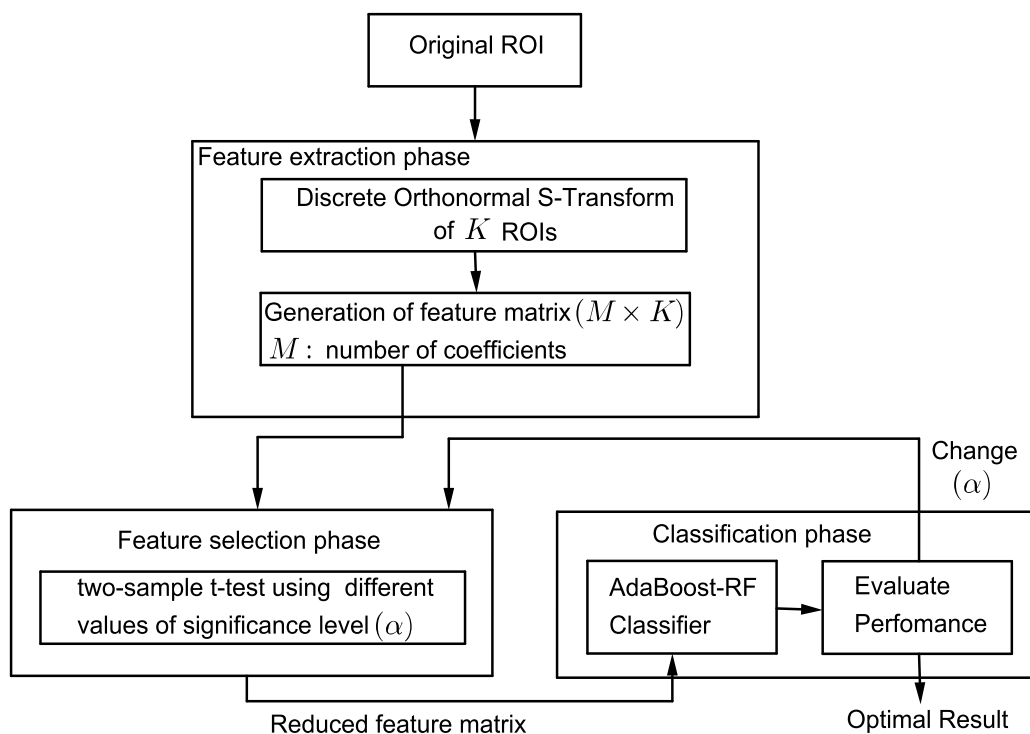 Original ROI
Feature extraction phase
Discrete Orthonormal S-Transform
of K ROIs
Generation of feature matrix (M × K)
M : number of coefficients
Change
(α)
Feature selection phase
two-sample t-test using different
values of significance level (α)
Classification phase
AdaBoost-RF
Classifier
Evaluate
Perfomance
Reduced feature matrix
Optimal Result